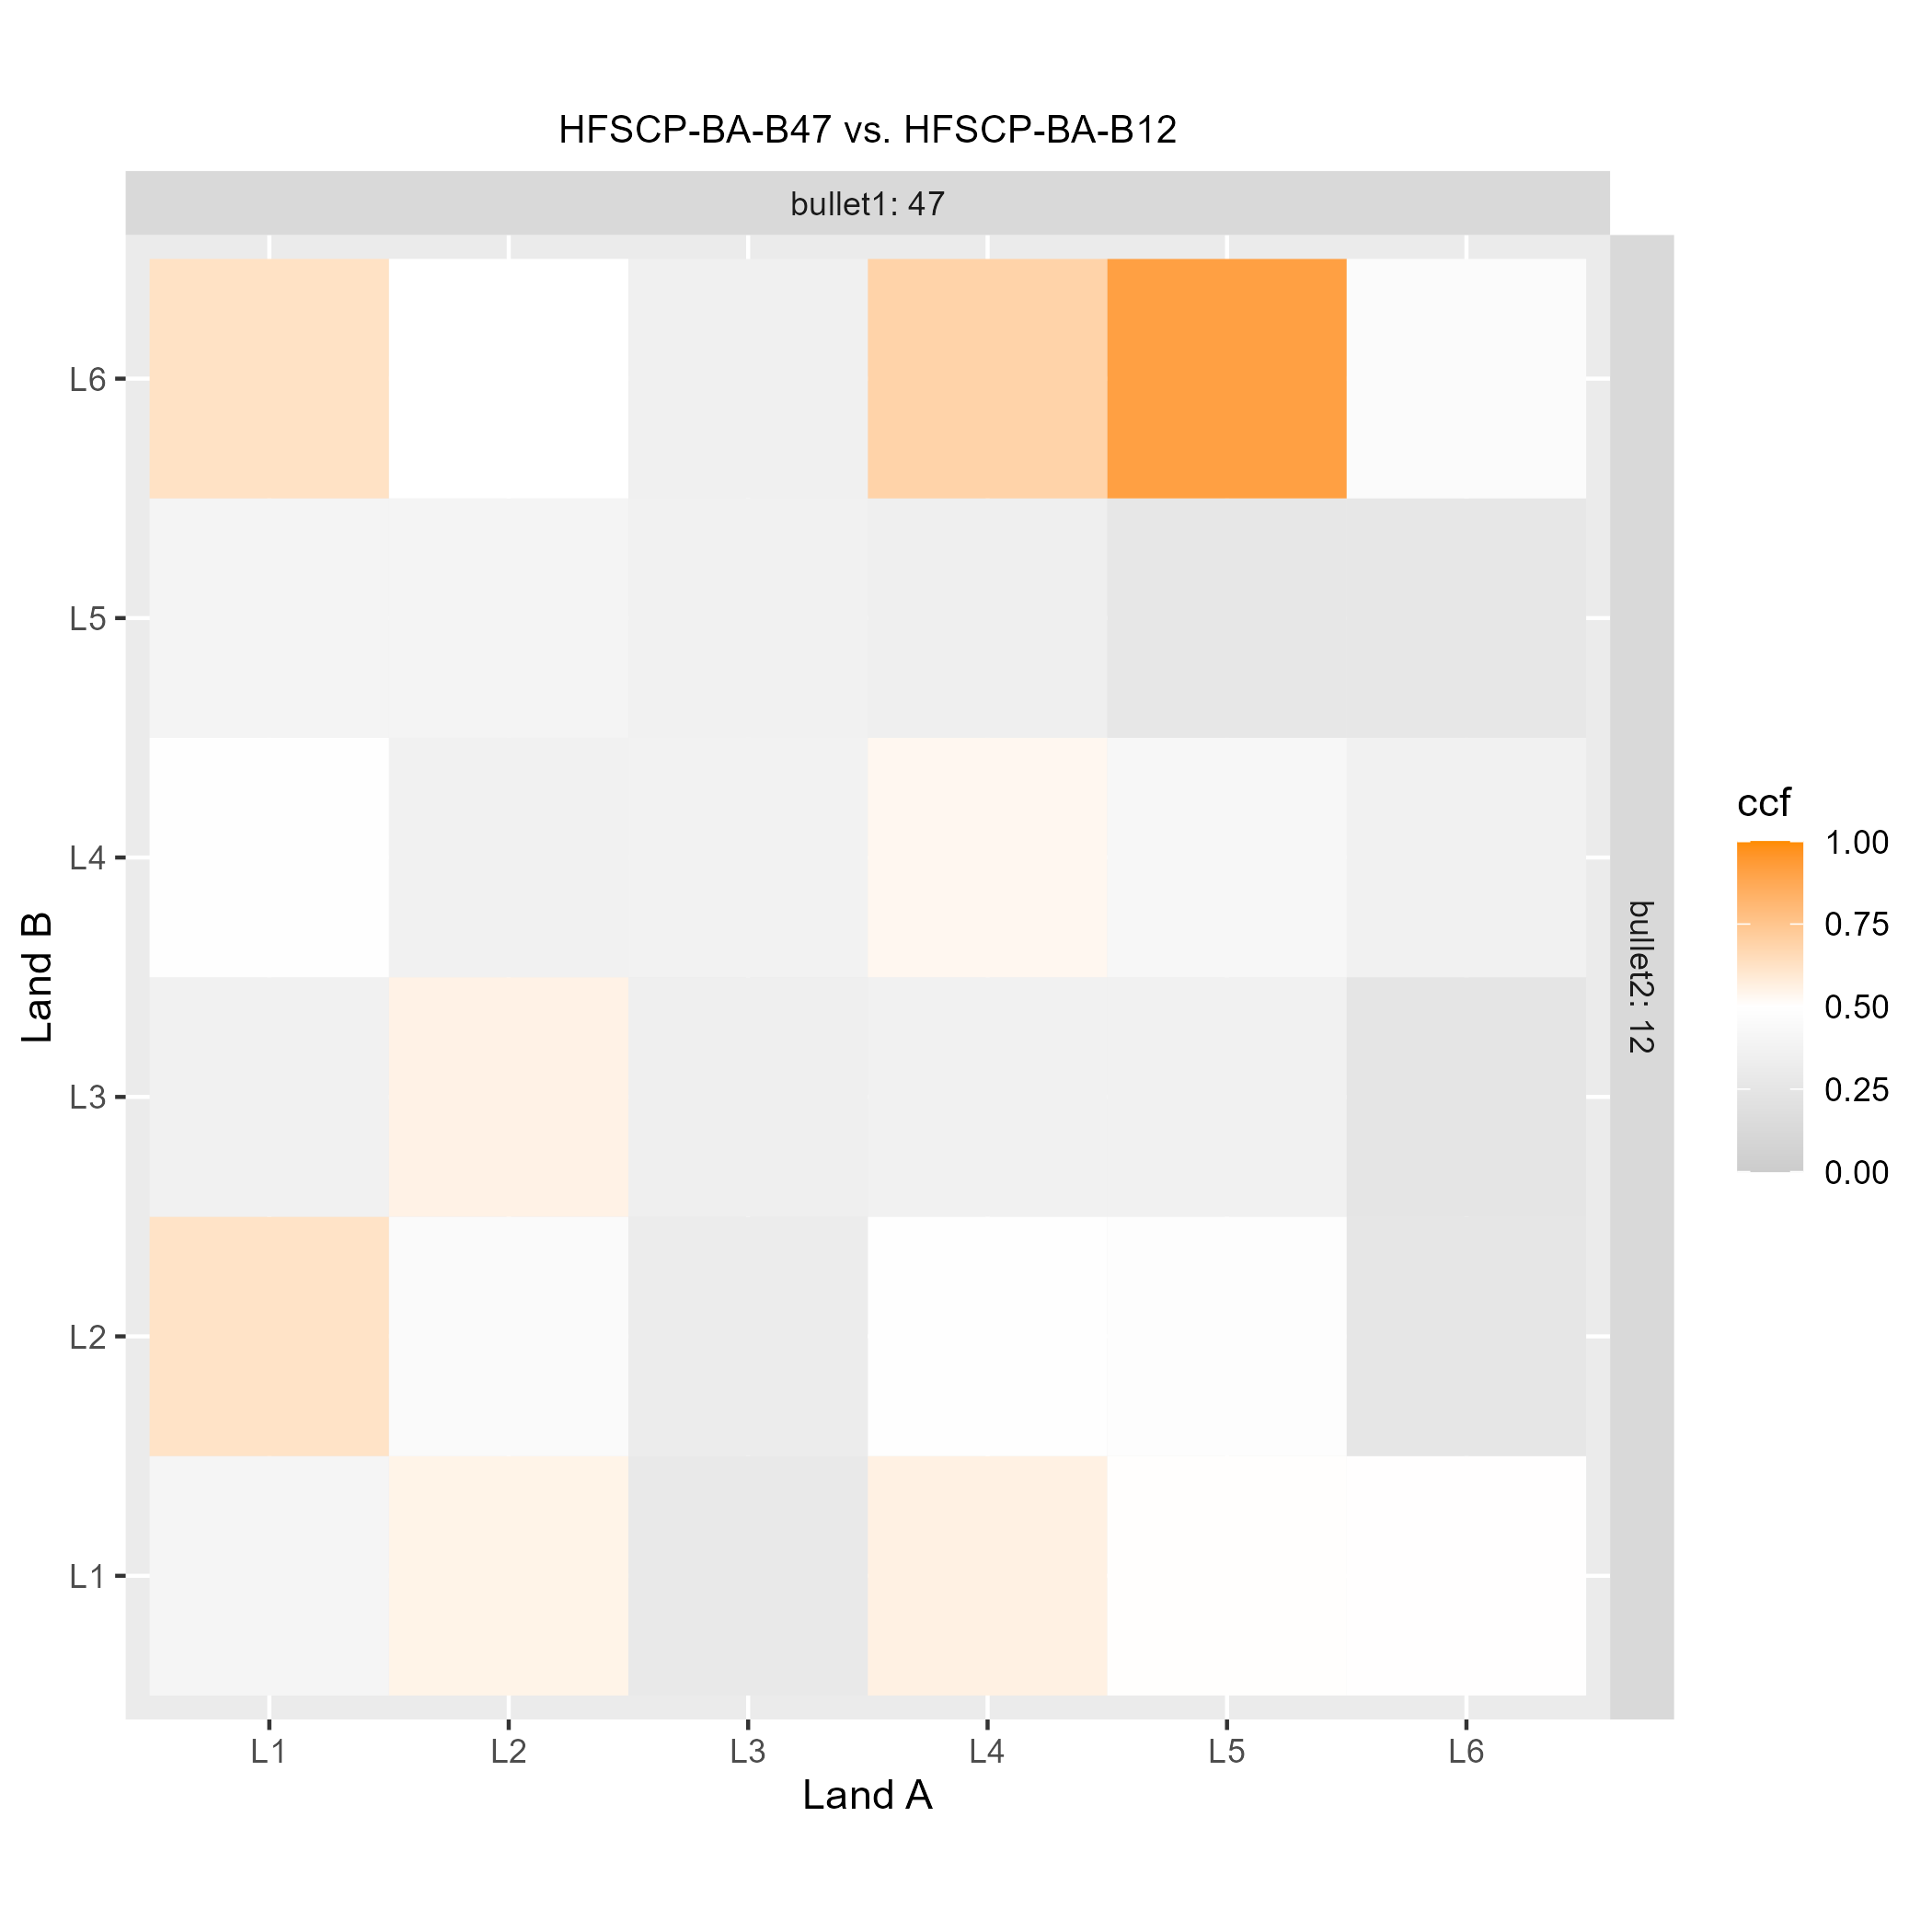 HFSCP-BA-B47 vs. HFSCP-BA-B12
bullet1: 47
L6
L5
L4
L3
L2
L1
Land B
bullet2: 12
ccf
1.00
0.75
0.50
0.25
0.00
L1 L2 L3 L4 L5 L6
Land A